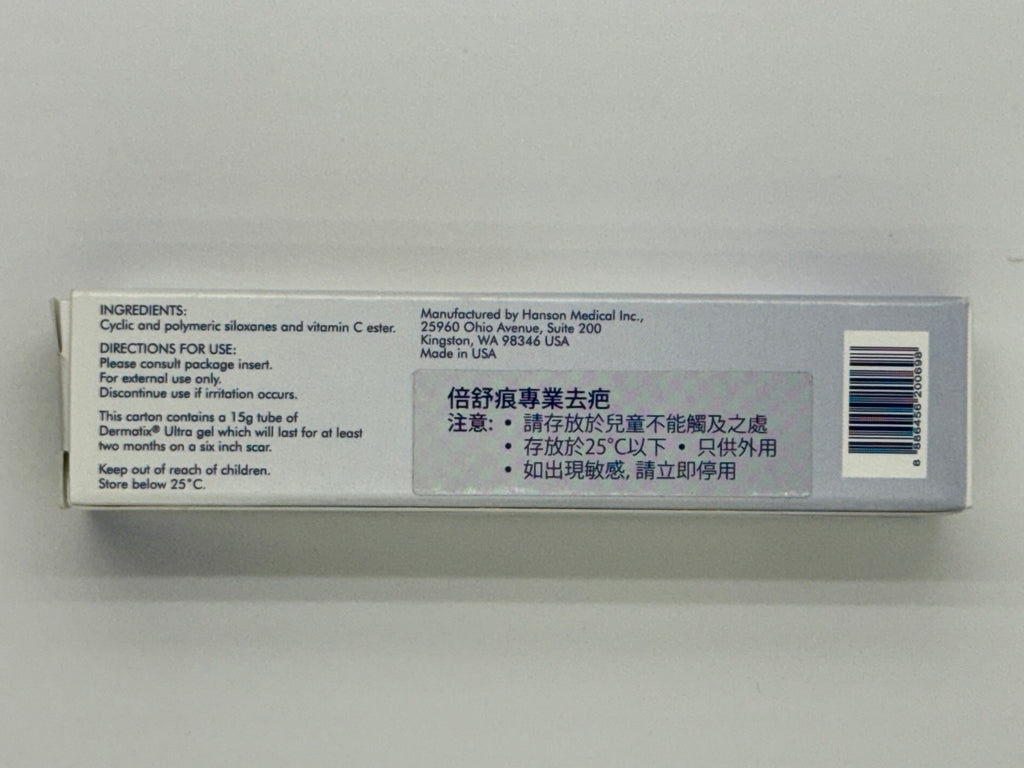 INGREDIENTS:
Cyclic and polymeric siloxanes and vitamin C ester.
DIRECTIONS FOR USE:
Please consult package insert.
For external use only.
Discontinue use if irritation occurs.
This carton contains a 15g tube of
Dermatix® Ultra gel which will last for at least
two months on a six inch scar.
Keep out of reach of children.
Store below 25°C.
Manufactured by Hanson Medical Inc.,
25960 Ohio Avenue, Suite 200
Kingston, WA 98346 USA
Made in USA
倍舒痕專業去疤
注意: • 請存放於兒童不能觸及之處
• 存放於25°C以下 • 只供外用
• 如出現敏感, 請立即停用
8 886456 200698